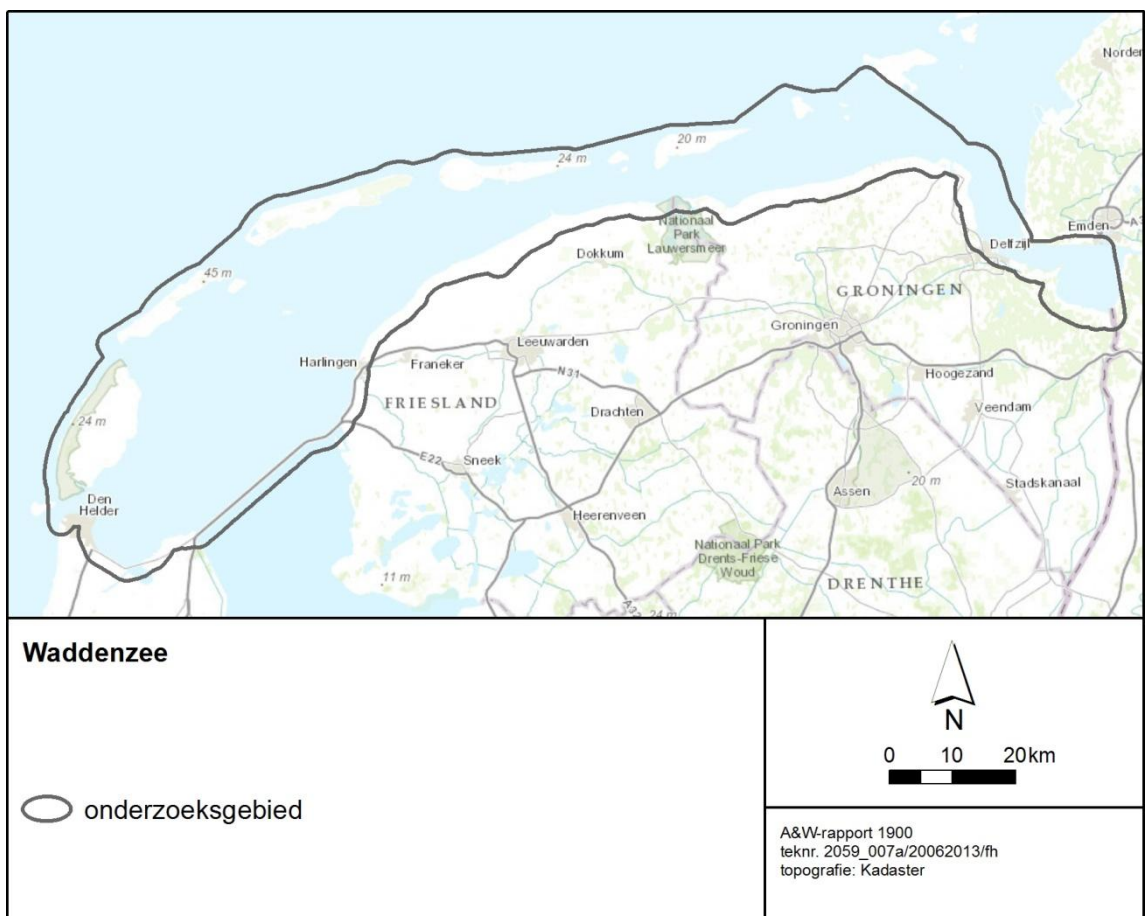 Norden
20 m
24 m
Emden
A
Nationaal
Park
Lauwersmeer
Delfzijl
Dokkum
45 m
GRONINGEN
Groningen
Leeuwarden
Harlingen
Franeker
N31
Hoogezand
FRIESLAND
Drachten
Veendam
24 m
E22
Sneek
Den
Helder
Assen
20 m
Stadskanaal
Heerenveen
Nationaal Park
Drents-Friese
Woud
11 m
DRENTHE
A32
24 m
Waddenzee
onderzoeksgebied
N
0 10 20km
A&W-rapport 1900
teknr. 2059_007a/20062013/fh
topografie: Kadaster